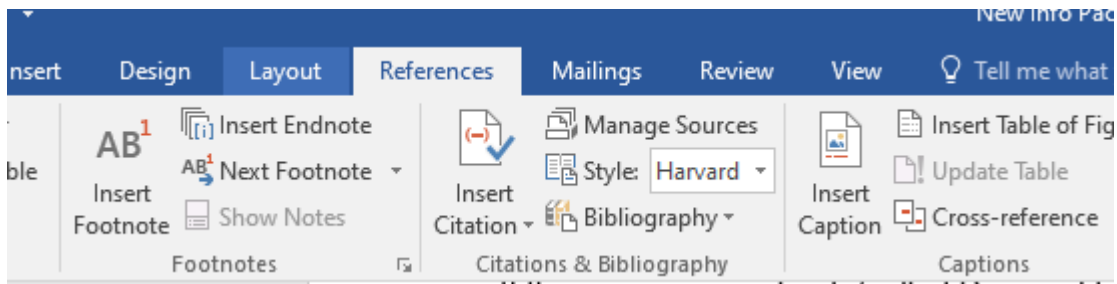 New Info Pac
nsert Design Layout References Mailings Review View Tell me what
AB1 Insert Footnote
[i] Insert Endnote
AB1 Next Footnote
Show Notes
Footnotes
ble
Insert Citation
Manage Sources
Style: Harvard
Bibliography
Citations & Bibliography
Insert Caption
Insert Table of Fig
Update Table
Cross-reference
Captions